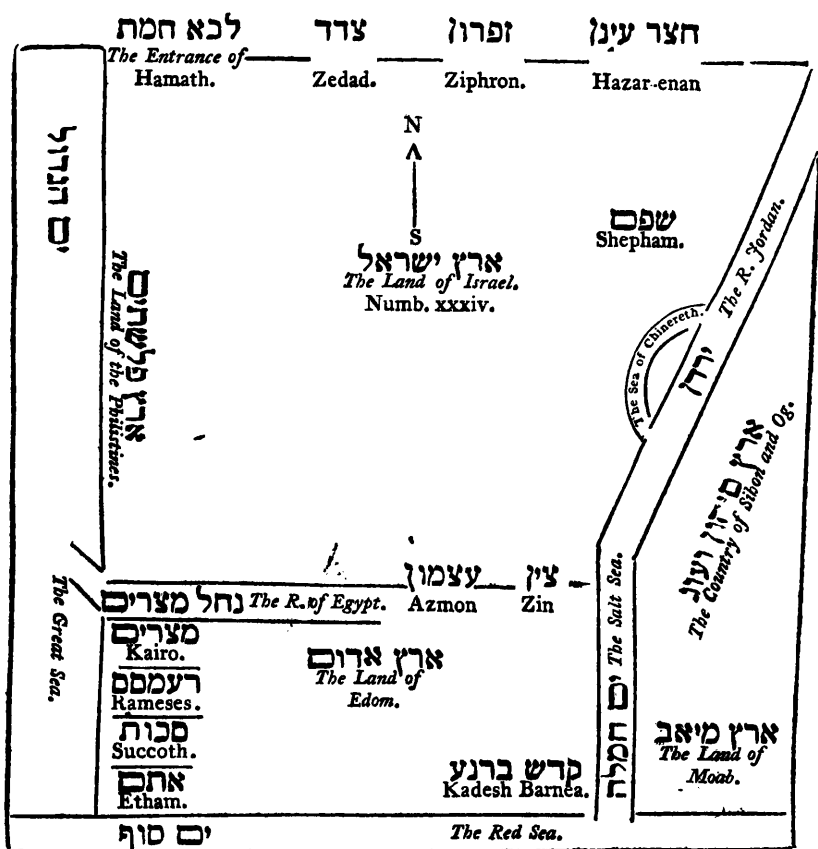 לבא חמת צדד זפרון חצר עינן
The Entrance of
Hamath. Zedad. Ziphron. Hazar-enan
ים הגדול
N
S
שפם
Shepham.
ארץ ישראל
The Land of Israel.
Numb. xxxiv.
ארץ פלשתים
The Land of the Philistines.
The R. Jordan.
ירדן
The Sea of Chinereth.
ארץ סיהון ועוג
The Country of Sihon and Og.
עצמון צין
נחל מצרים The R. of Egypt. Azmon Zin
The Great Sea.
מצרים
Kairo.
רעמסס
Rameses.
סכות
Succoth.
אתם
Etham.
ארץ אדום
The Land of
Edom.
קדש ברנע
Kadesh Barnea.
The Salt Sea.
ים חמלה
ארץ מיאב
The Land of
Moab.
ים סוף The Red Sea.